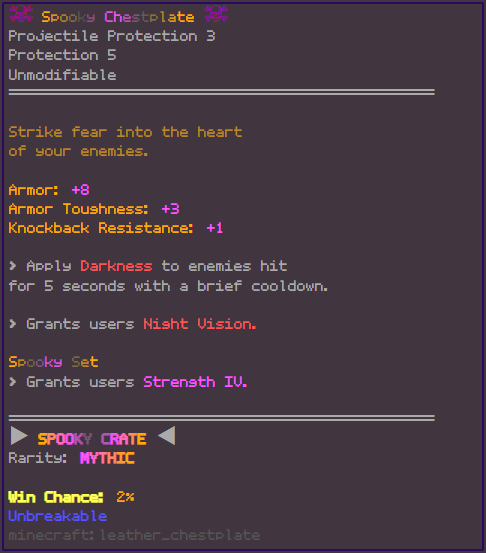 ☠ Spooky Chestplate ☠
Projectile Protection 3
Protection 5
Unmodifiable
Strike fear into the heart
of your enemies.
Armor: +8
Armor Toughness: +3
Knockback Resistance: +1
> Apply Darkness to enemies hit
for 5 seconds with a brief cooldown.
> Grants users Night Vision.
Spooky Set
> Grants users Strength IV.
▶ SPOOKY CRATE ◀
Rarity: MYTHIC
Win Chance: 2%
Unbreakable
minecraft:leather_chestplate